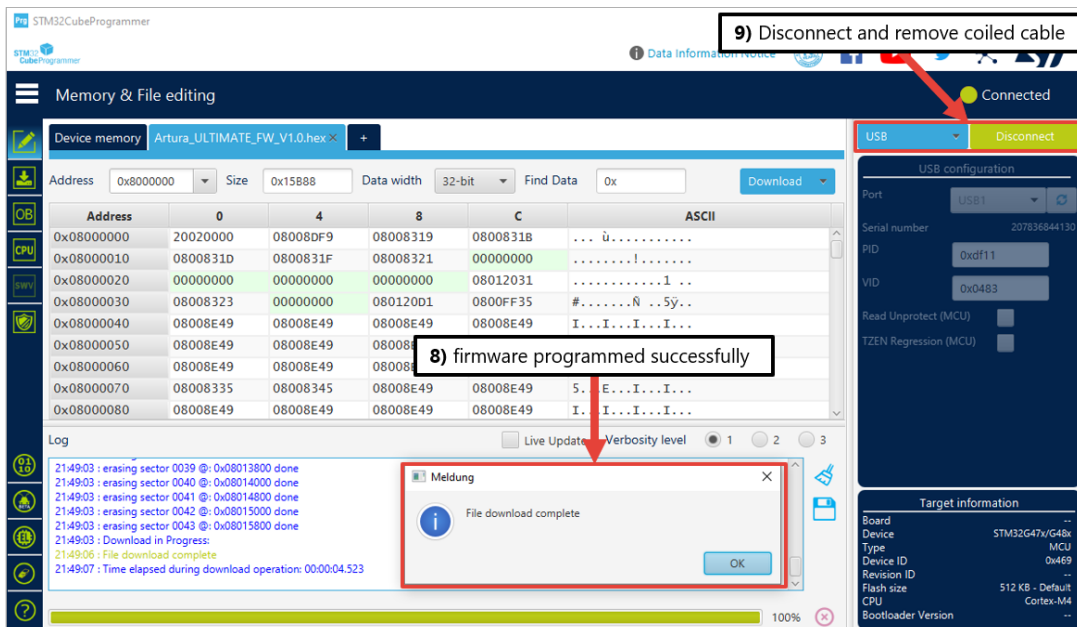 Prg STM32CubeProgrammer
STM32
CubeProgrammer
Data Information Notice
9) Disconnect and remove coiled cable
Memory & File editing
Connected
Device memory Artura_ULTIMATE_FW_V1.0.hex × +
USB Disconnect
Address 0x8000000 Size 0x15B88 Data width 32-bit Find Data 0x Download
USB configuration
Port USB1
Serial number 207836844130
PID 0xdf11
VID 0x0483
Read Unprotect (MCU)
TZEN Regression (MCU)
OB
CPU
SWV
Address 0 4 8 C ASCII
0x08000000 20020000 08008DF9 08008319 0800831B ... ù...........
0x08000010 0800831D 0800831F 08008321 00000000 ........!.......
0x08000020 00000000 00000000 00000000 08012031 ............1 ..
0x08000030 08008323 00000000 080120D1 0800FF35 #.......Ñ ..5ÿ..
0x08000040 08008E49 08008E49 08008E49 08008E49 I...I...I...I...
0x08000050 08008E49 08008E49
8) firmware programmed successfully
0x08000060 08008E49 08008E49
0x08000070 08008335 08008345 08008E49 08008E49 5...E...I...I...
0x08000080 08008E49 08008E49 08008E49 08008E49 I...I...I...I...
Log Live Update Verbosity level 1 2 3
21:49:03 : erasing sector 0039 @: 0x08013800 done
21:49:03 : erasing sector 0040 @: 0x08014000 done
21:49:03 : erasing sector 0041 @: 0x08014800 done
21:49:03 : erasing sector 0042 @: 0x08015000 done
21:49:03 : erasing sector 0043 @: 0x08015800 done
21:49:03 : Download in Progress:
21:49:06 : File download complete
21:49:07 : Time elapsed during download operation: 00:00:04.523
Meldung
File download complete
OK
100%
Target information
Board --
Device STM32G47x/G48x
Type MCU
Device ID 0x469
Revision ID --
Flash size 512 KB - Default
CPU Cortex-M4
Bootloader Version --